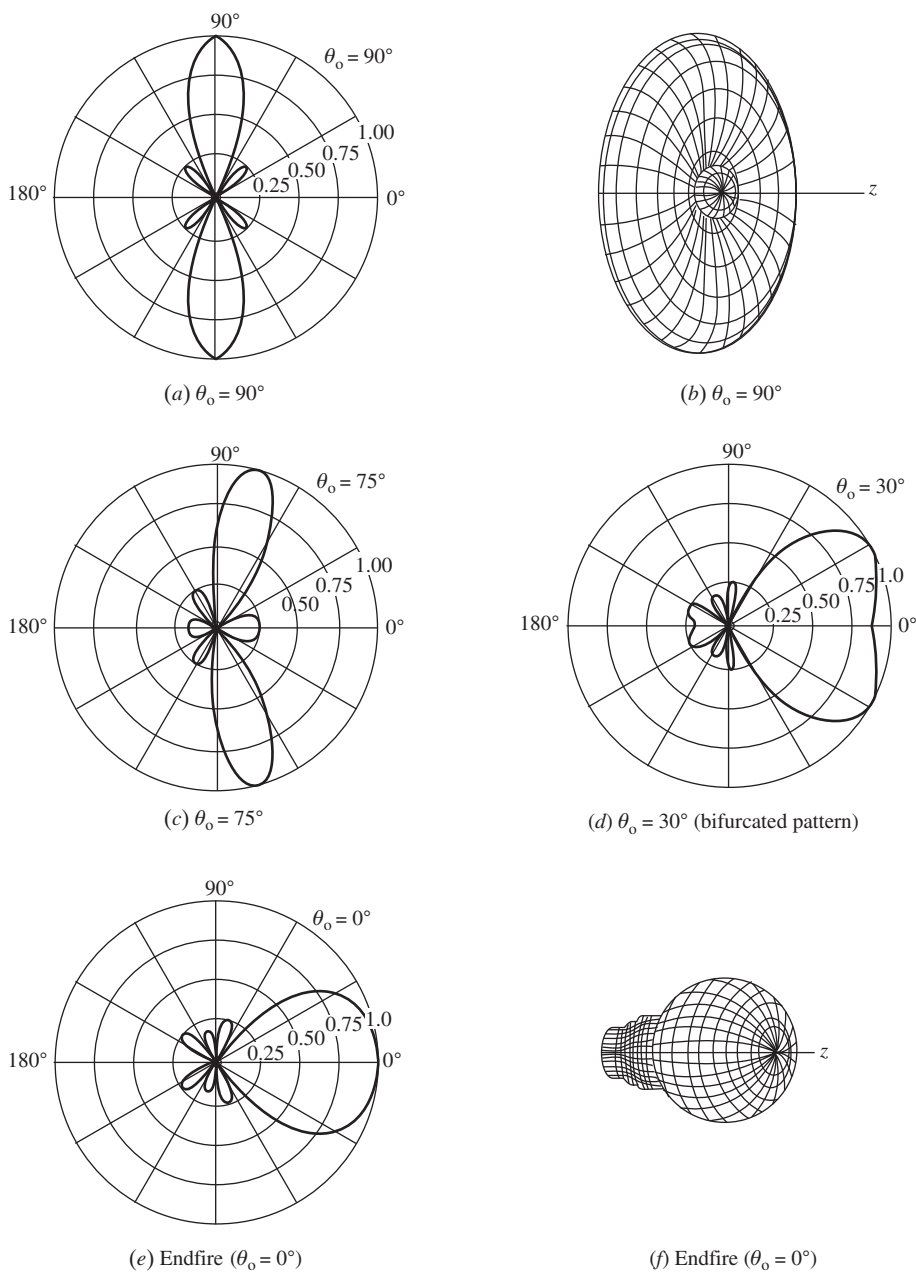 90°
θo = 90°
1.00
0.75
0.50
0.25
180°
0°
(a) θo = 90°
z
(b) θo = 90°
90°
θo = 75°
1.00
0.75
0.50
180°
0°
(c) θo = 75°
90°
θo = 30°
1.0
0.75
0.50
0.25
180°
0°
(d) θo = 30° (bifurcated pattern)
90°
θo = 0°
1.0
0.75
0.50
0.25
180°
0°
(e) Endfire (θo = 0°)
z
(f) Endfire (θo = 0°)